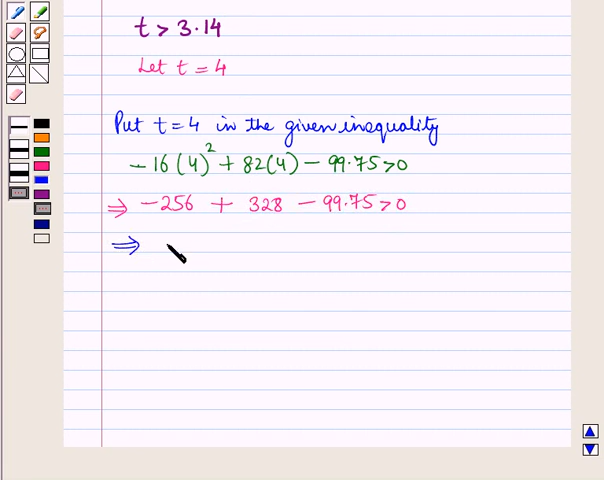 t > 3.14
Let t = 4
Put t = 4 in the given inequality
-16(4)² + 82(4) - 99.75 > 0
⇒ -256 + 328 - 99.75 > 0
⇒